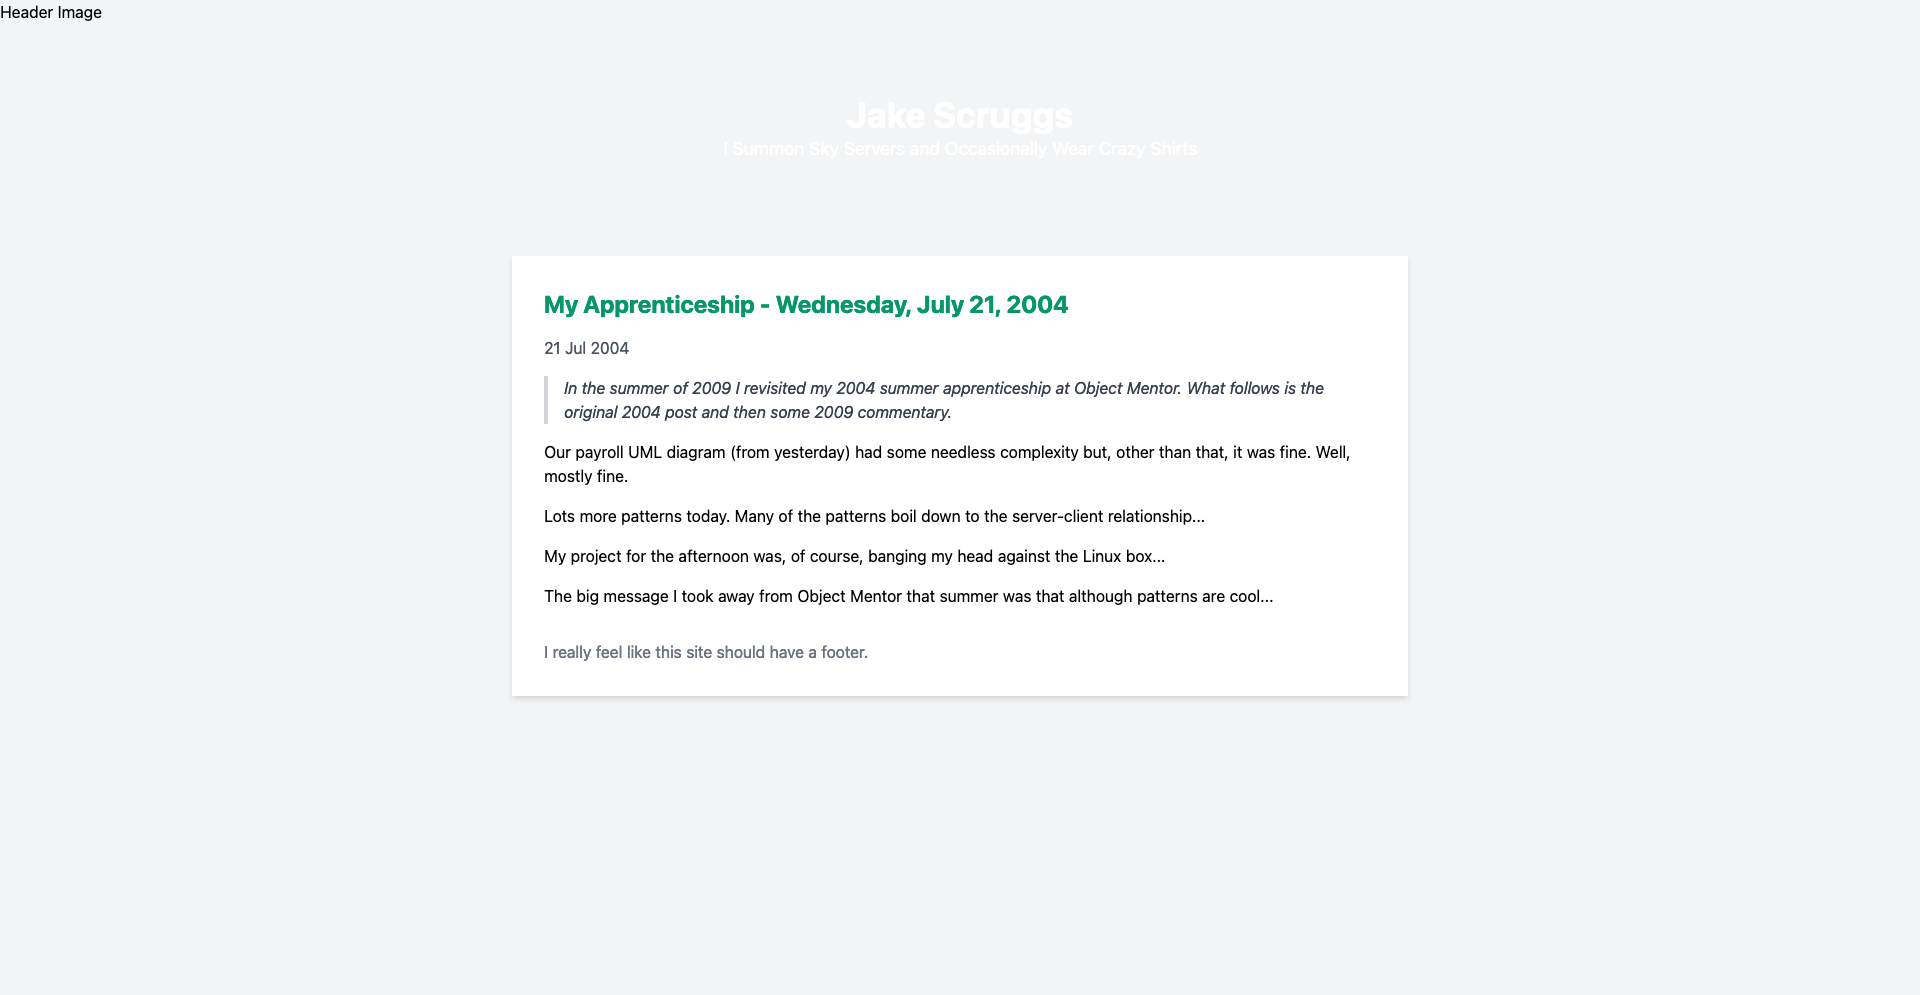 Header Image
Jake Scruggs
I Summon Sky Servers and Occasionally Wear Crazy Shirts
My Apprenticeship - Wednesday, July 21, 2004
21 Jul 2004
In the summer of 2009 I revisited my 2004 summer apprenticeship at Object Mentor. What follows is the
original 2004 post and then some 2009 commentary.
Our payroll UML diagram (from yesterday) had some needless complexity but, other than that, it was fine. Well,
mostly fine.
Lots more patterns today. Many of the patterns boil down to the server-client relationship...
My project for the afternoon was, of course, banging my head against the Linux box...
The big message I took away from Object Mentor that summer was that although patterns are cool...
I really feel like this site should have a footer.